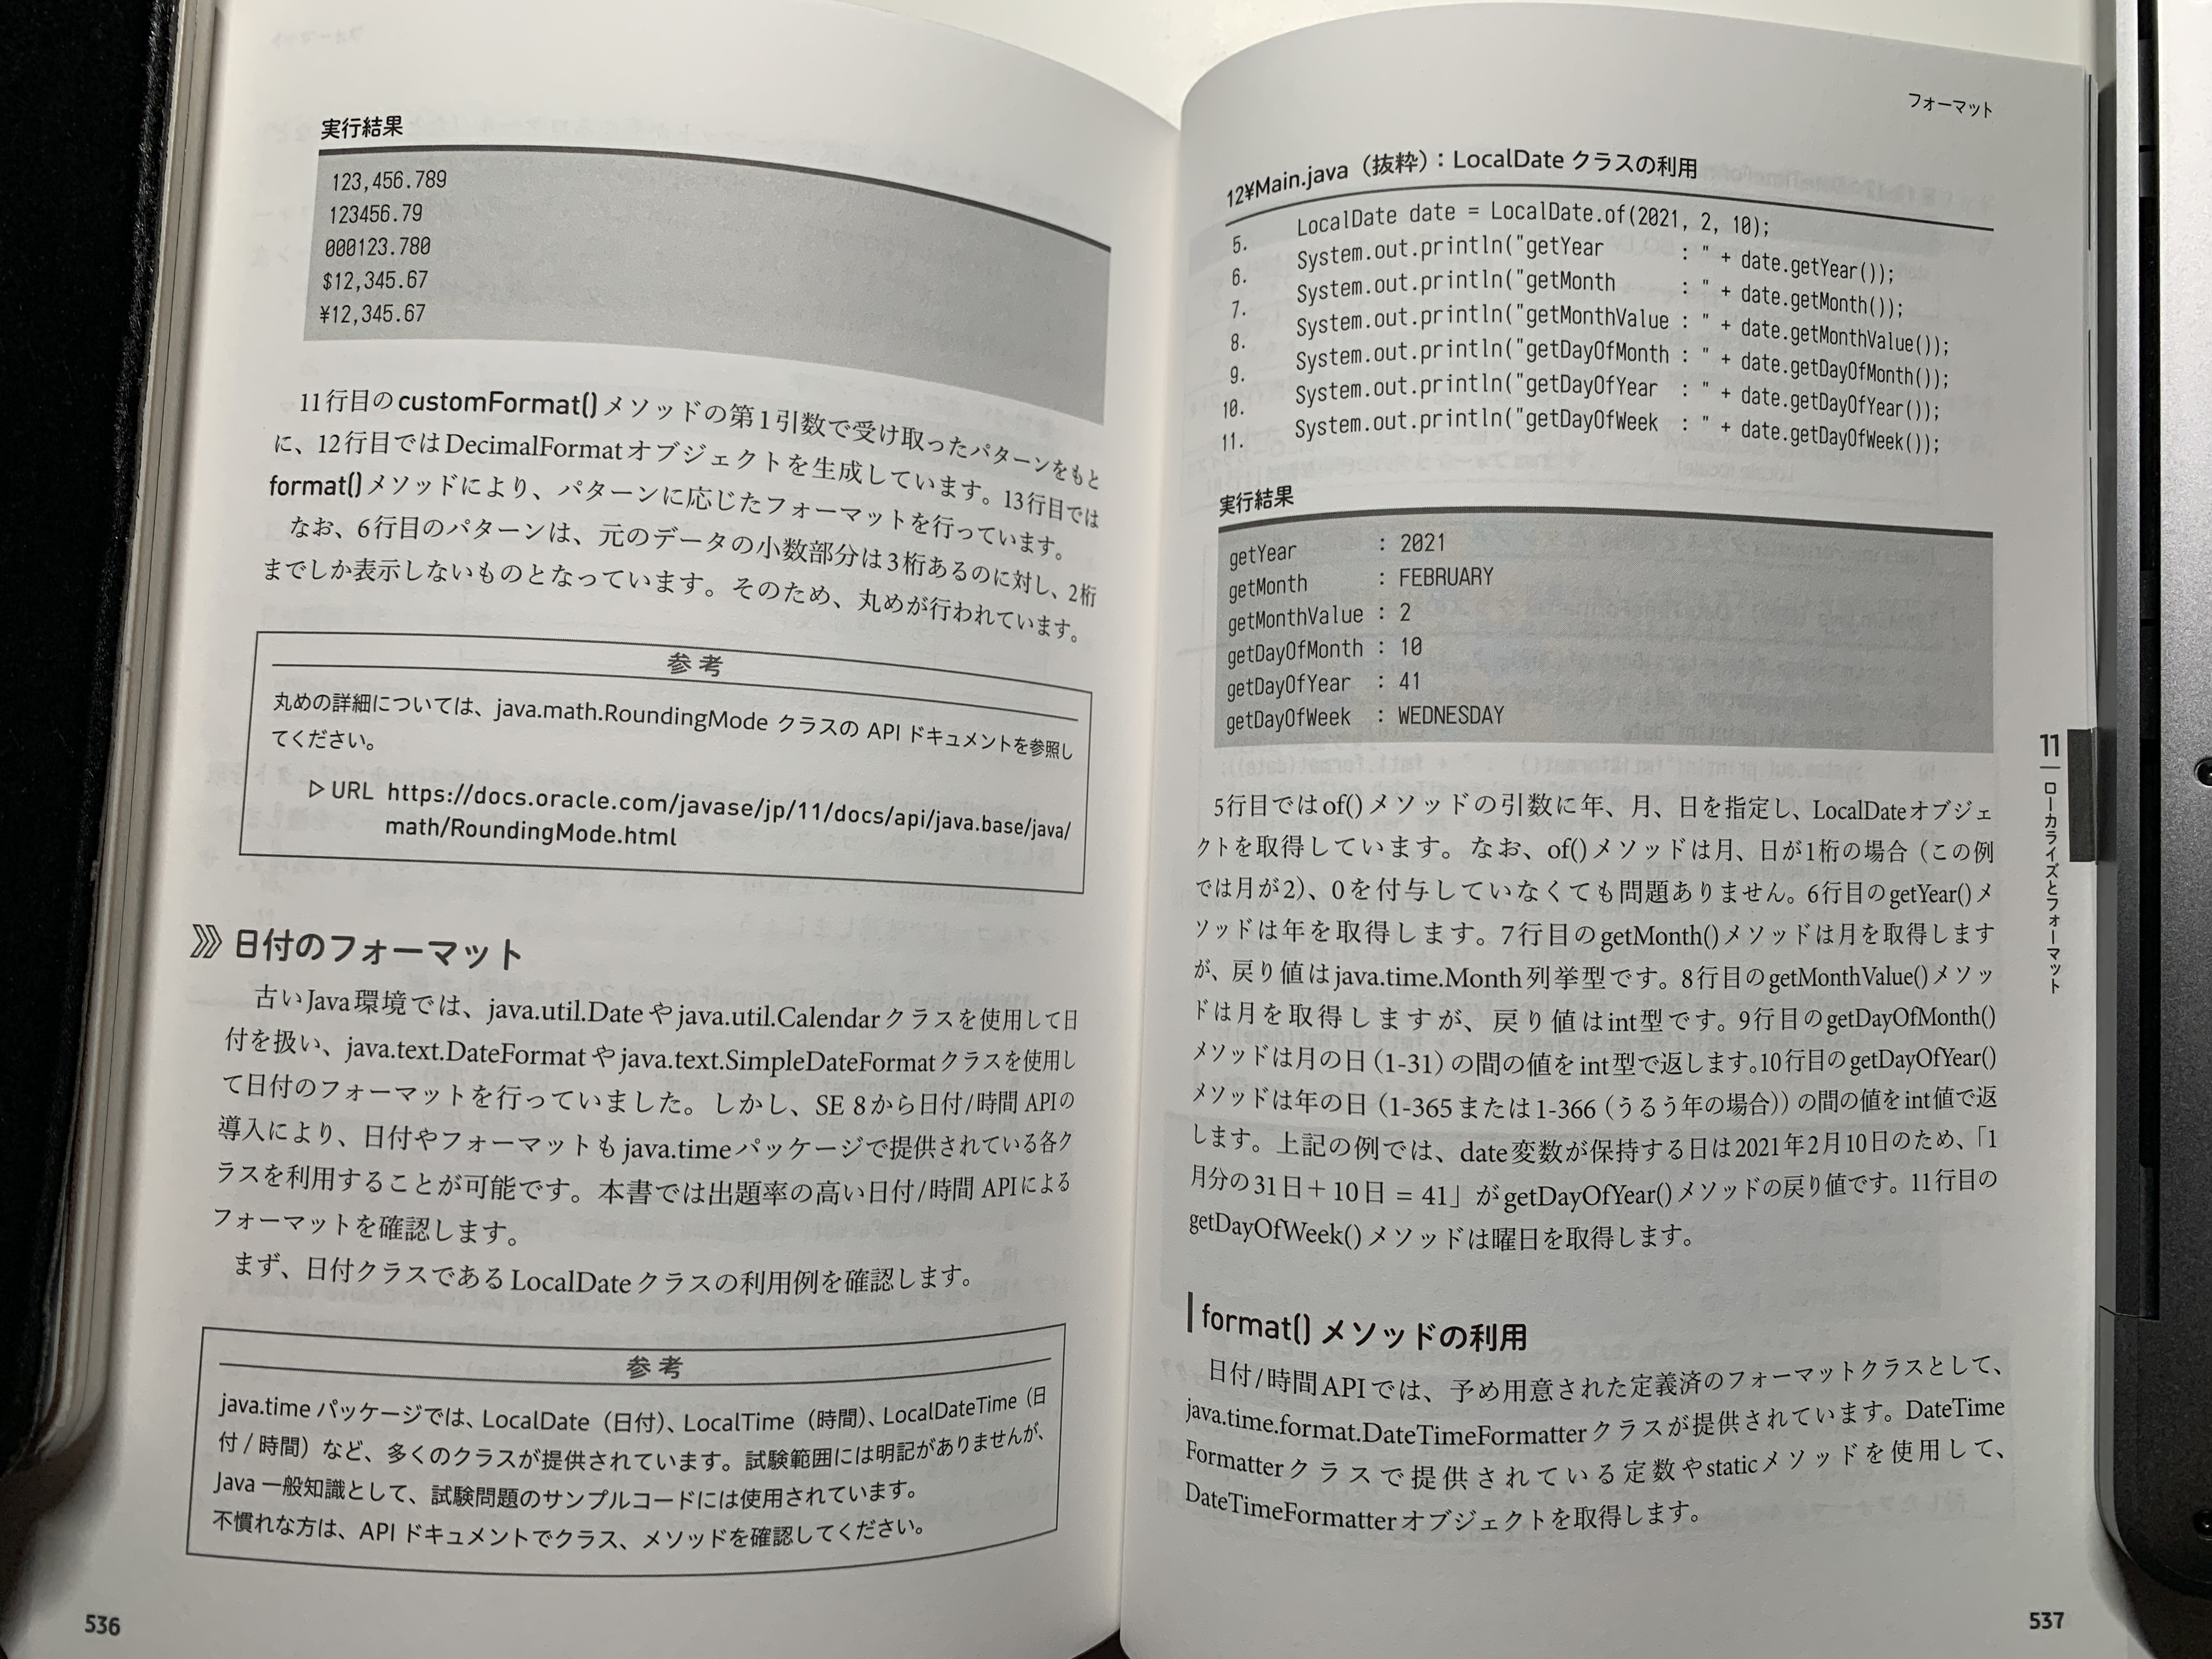 実行結果
123,456.789
123456.79
000123.780
$12,345.67
¥12,345.67
11行目のcustomFormat()メソッドの第1引数で受け取ったパターンをもと
に、12行目ではDecimalFormatオブジェクトを生成しています。13行目では
format()メソッドにより、パターンに応じたフォーマットを行っています。
なお、6行目のパターンは、元のデータの小数部分は3桁あるのに対し、2桁
までしか表示しないものとなっています。そのため、丸めが行われています。
参考
丸めの詳細については、java.math.RoundingMode クラスの API ドキュメントを参照し
てください。
▷URL https://docs.oracle.com/javase/jp/11/docs/api/java.base/java/
math/RoundingMode.html
日付のフォーマット
古いJava環境では、java.util.Dateやjava.util.Calendarクラスを使用して日
付を扱い、java.text.DateFormatやjava.text.SimpleDateFormatクラスを使用し
て日付のフォーマットを行っていました。しかし、SE 8から日付/時間 APIの
導入により、日付やフォーマットもjava.timeパッケージで提供されている各ク
ラスを利用することが可能です。本書では出題率の高い日付/時間 APIによる
フォーマットを確認します。
まず、日付クラスであるLocalDateクラスの利用例を確認します。
参考
java.time パッケージでは、LocalDate（日付）、LocalTime（時間）、LocalDateTime（日
付 / 時間）など、多くのクラスが提供されています。試験範囲には明記がありませんが、
Java 一般知識として、試験問題のサンプルコードには使用されています。
不慣れな方は、API ドキュメントでクラス、メソッドを確認してください。
536
フォーマット
12¥Main.java（抜粋）：LocalDate クラスの利用
5. LocalDate date = LocalDate.of(2021, 2, 10);
6. System.out.println("getYear       : " + date.getYear());
7. System.out.println("getMonth      : " + date.getMonth());
8. System.out.println("getMonthValue : " + date.getMonthValue());
9. System.out.println("getDayOfMonth : " + date.getDayOfMonth());
10. System.out.println("getDayOfYear  : " + date.getDayOfYear());
11. System.out.println("getDayOfWeek  : " + date.getDayOfWeek());
実行結果
getYear       : 2021
getMonth      : FEBRUARY
getMonthValue : 2
getDayOfMonth : 10
getDayOfYear  : 41
getDayOfWeek  : WEDNESDAY
5行目ではof()メソッドの引数に年、月、日を指定し、LocalDateオブジェ
クトを取得しています。なお、of()メソッドは月、日が1桁の場合（この例
では月が2）、0を付与していなくても問題ありません。6行目のgetYear()メ
ソッドは年を取得します。7行目のgetMonth()メソッドは月を取得します
が、戻り値はjava.time.Month列挙型です。8行目のgetMonthValue()メソッ
ドは月を取得しますが、戻り値はint型です。9行目のgetDayOfMonth()
メソッドは月の日（1-31）の間の値をint型で返します。10行目のgetDayOfYear()
メソッドは年の日（1-365または1-366（うるう年の場合））の間の値をint値で返
します。上記の例では、date変数が保持する日は2021年2月10日のため、「1
月分の31日＋10日 = 41」がgetDayOfYear()メソッドの戻り値です。11行目の
getDayOfWeek()メソッドは曜日を取得します。
format() メソッドの利用
日付/時間APIでは、予め用意された定義済のフォーマットクラスとして、
java.time.format.DateTimeFormatterクラスが提供されています。DateTime
Formatterクラスで提供されている定数やstaticメソッドを使用して、
DateTimeFormatterオブジェクトを取得します。
11
ローカライズとフォーマット
537